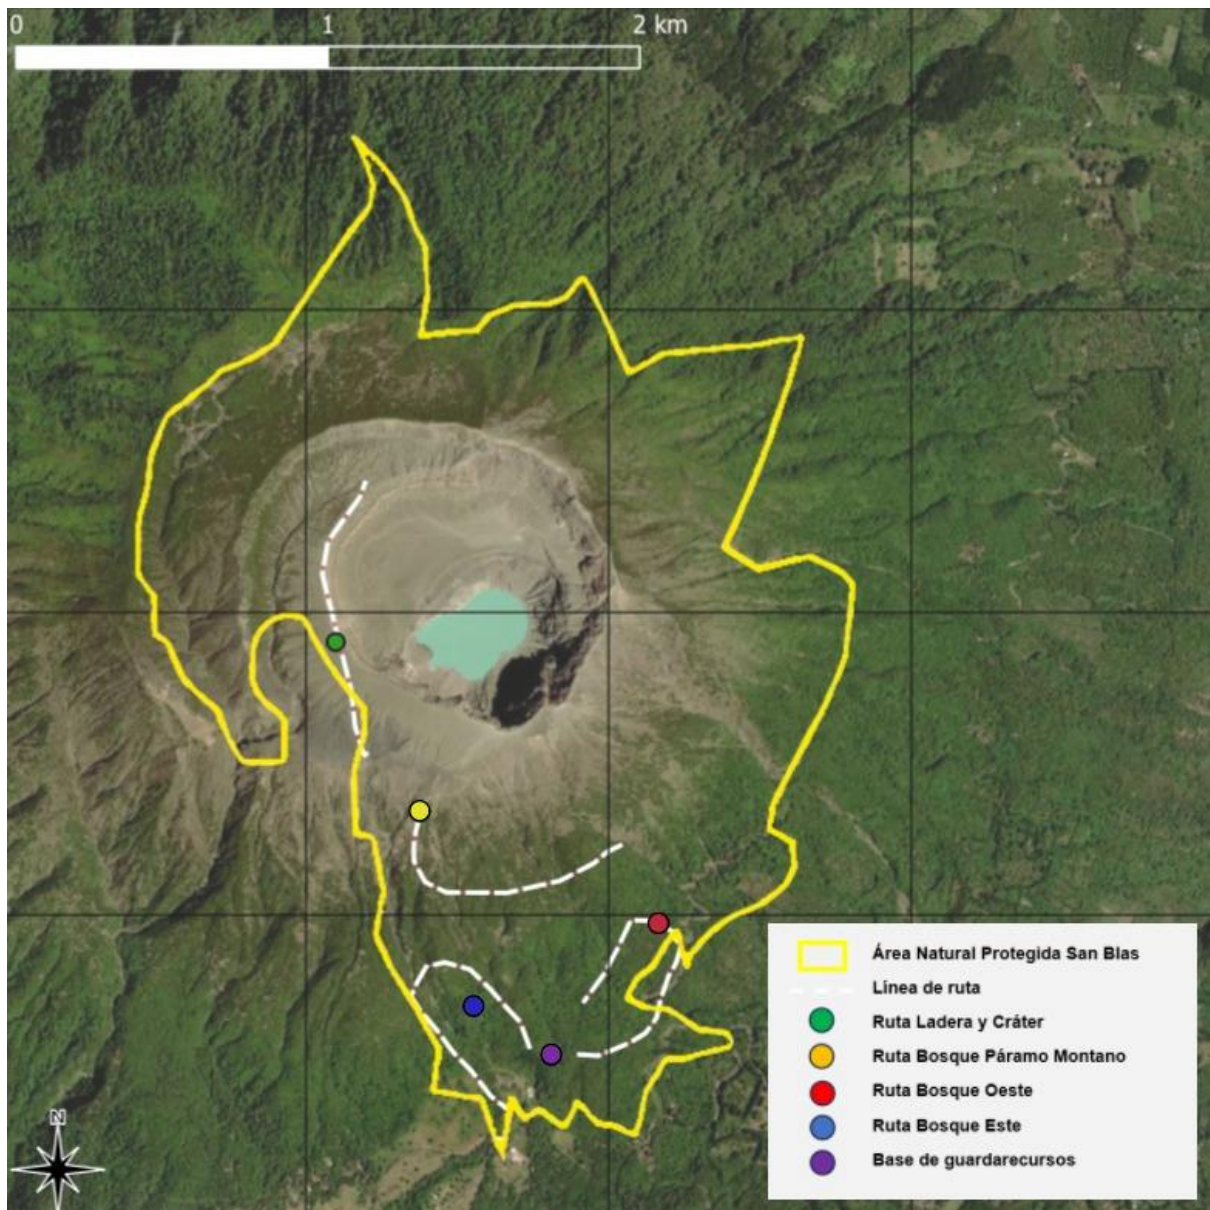 0 1 2 km
Área Natural Protegida San Blas
Línea de ruta
Ruta Ladera y Cráter
Ruta Bosque Páramo Montano
Ruta Bosque Oeste
Ruta Bosque Este
Base de guardarecursos
N